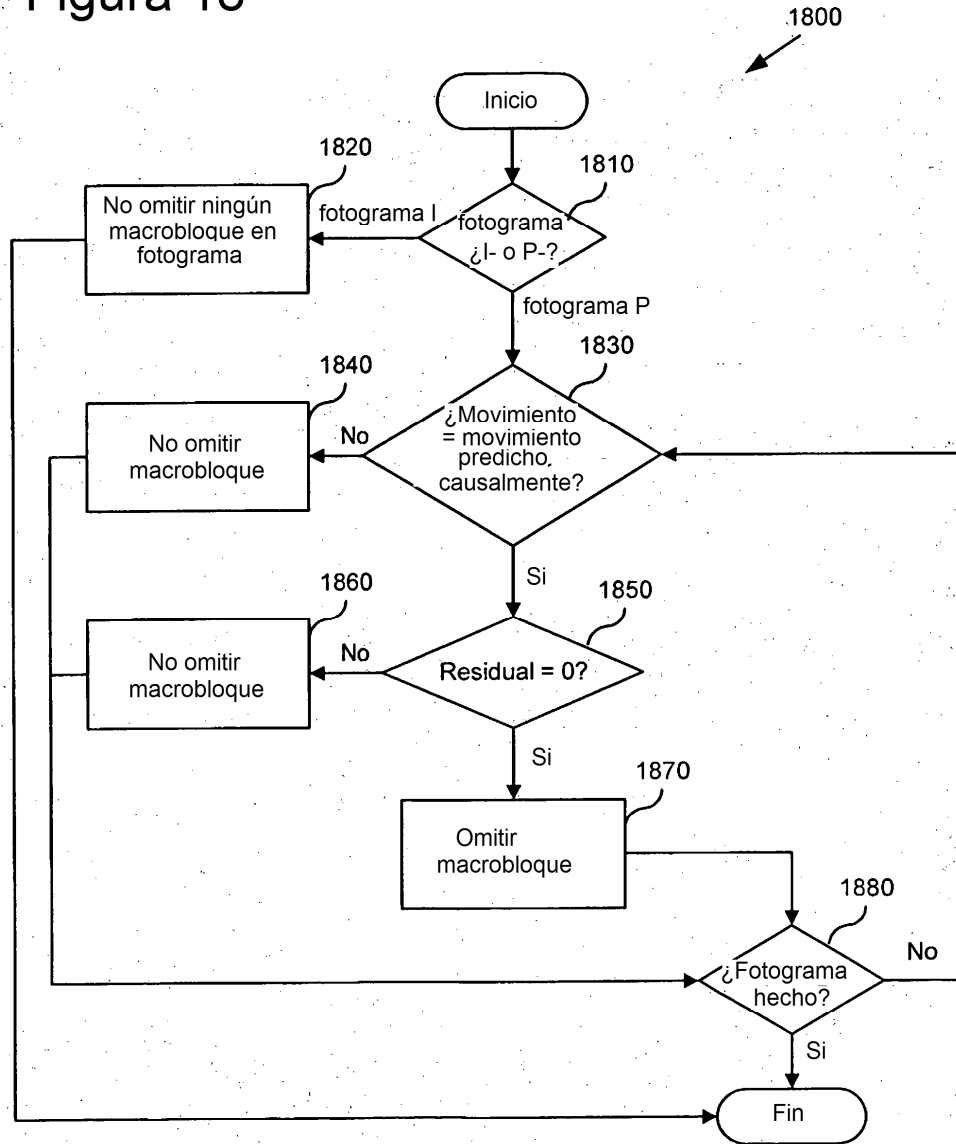 Figura 18
1800
Inicio
1820
1810
No omitir ningún
macrobloque en
fotograma
fotograma I
fotograma
¿I- o P-?
fotograma P
1830
1840
¿Movimiento
= movimiento
predicho,
causalmente?
No
No omitir
macrobloque
Si
1860
1850
No omitir
macrobloque
No
Residual = 0?
Si
1870
Omitir
macrobloque
1880
¿Fotograma
hecho?
No
Si
Fin